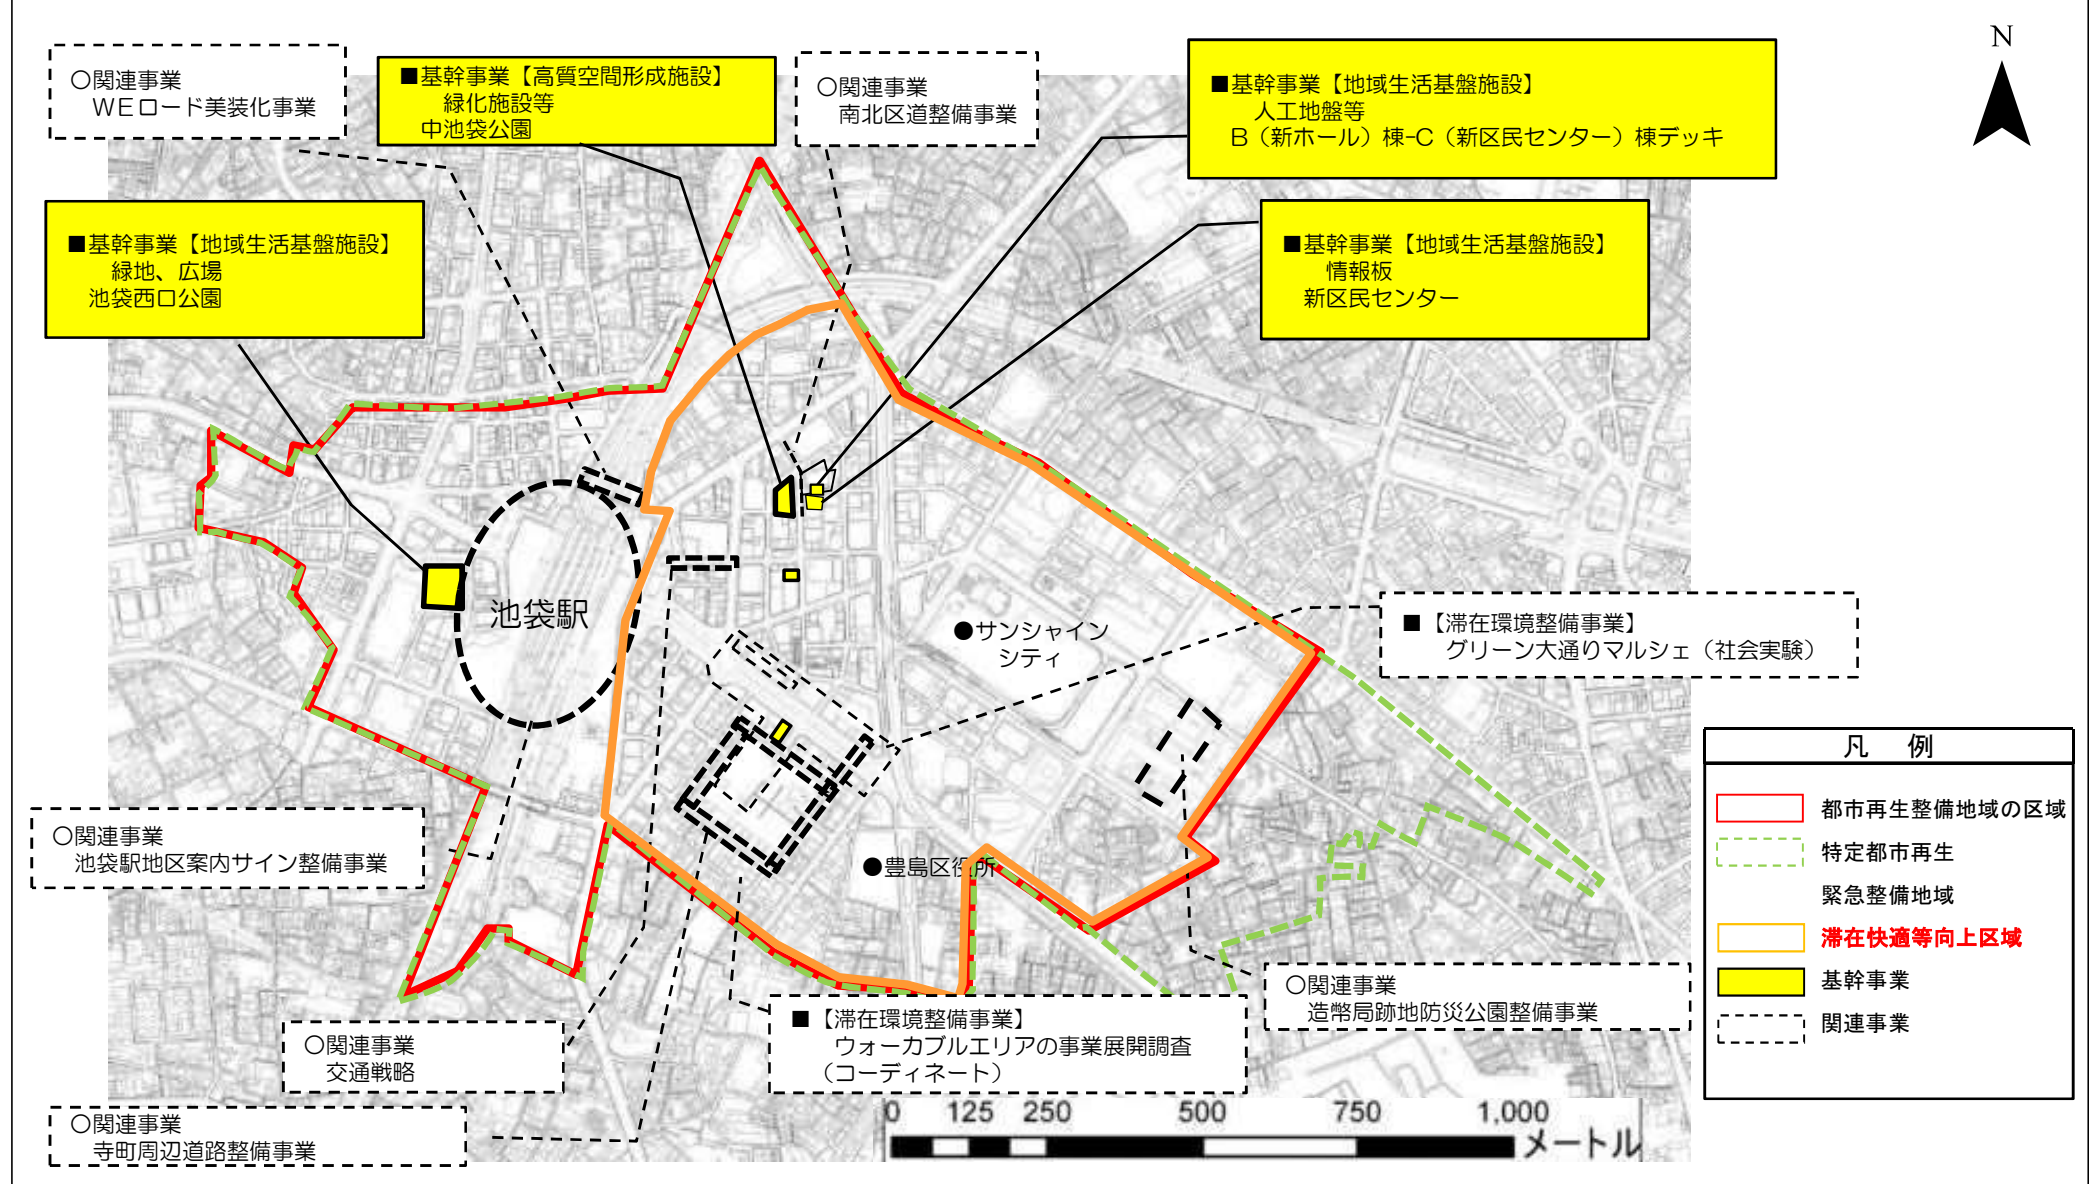 N
○関連事業
WEロード美装化事業
■基幹事業【高質空間形成施設】
緑化施設等
中池袋公園
○関連事業
南北区道整備事業
■基幹事業【地域生活基盤施設】
人工地盤等
B（新ホール）棟-C（新区民センター）棟デッキ
■基幹事業【地域生活基盤施設】
緑地、広場
池袋西口公園
■基幹事業【地域生活基盤施設】
情報板
新区民センター
池袋駅
●サンシャイン
シティ
■【滞在環境整備事業】
グリーン大通りマルシェ（社会実験）
●豊島区役所
○関連事業
池袋駅地区案内サイン整備事業
○関連事業
交通戦略
○関連事業
寺町周辺道路整備事業
■【滞在環境整備事業】
ウォーカブルエリアの事業展開調査
（コーディネート）
○関連事業
造幣局跡地防災公園整備事業
凡 例
都市再生整備地域の区域
特定都市再生
緊急整備地域
滞在快適等向上区域
基幹事業
関連事業
0 125 250 500 750 1,000
メートル